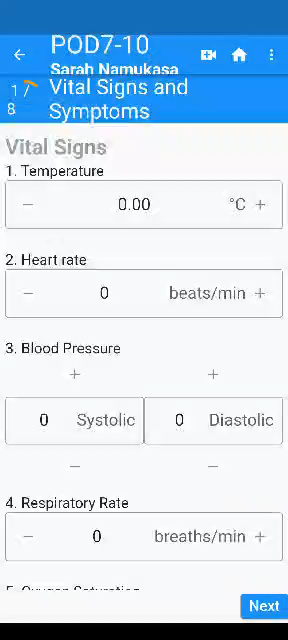 POD7-10
Sarah Namukasa
1/
8
Vital Signs and
Symptoms
Vital Signs
1. Temperature
− 0.00 °C +
2. Heart rate
− 0 beats/min +
3. Blood Pressure
+ +
0 Systolic 0 Diastolic
− −
4. Respiratory Rate
− 0 breaths/min +
5. Oxygen Saturation
Next